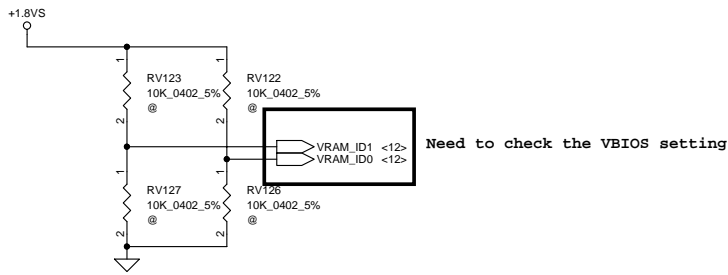 +1.8VS
1
1
RV123
RV122
10K_0402_5%
10K_0402_5%
@
@
2
2
VRAM_ID1 <12>
VRAM_ID0 <12>
Need to check the VBIOS setting
1
1
RV127
RV126
10K_0402_5%
10K_0402_5%
@
@
2
2